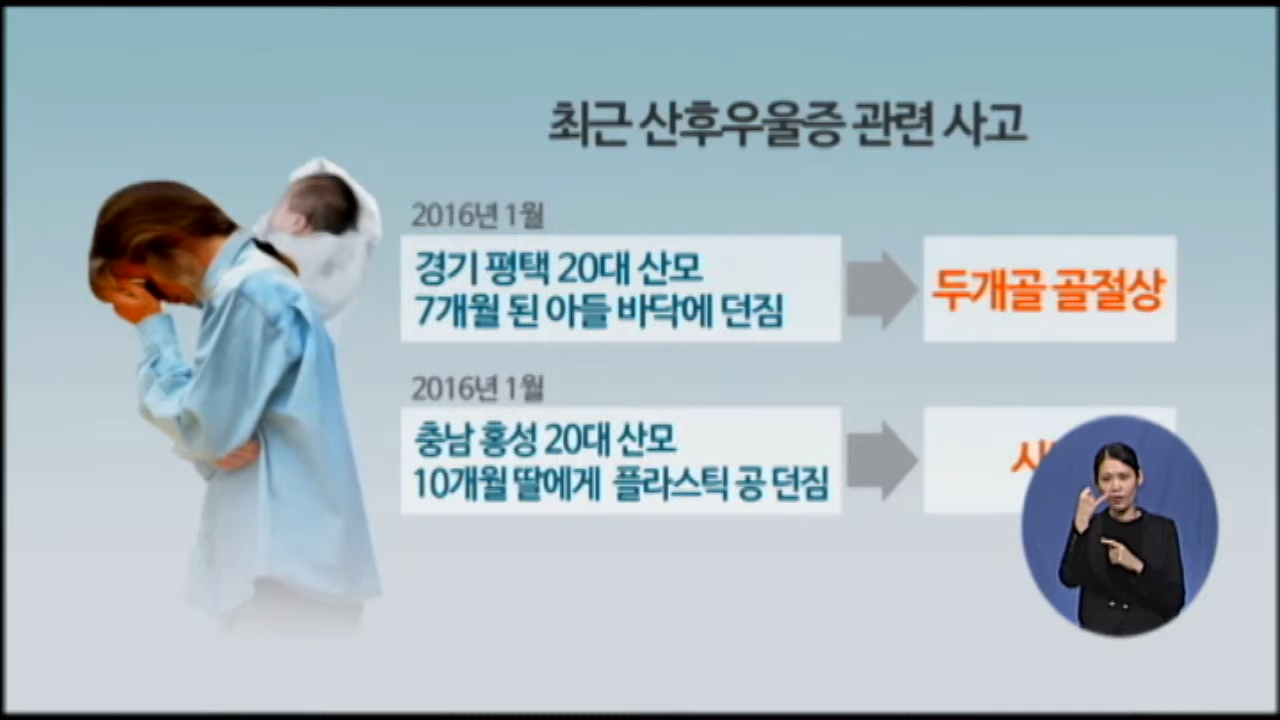 최근 산후우울증 관련 사고
2016년 1월
경기 평택 20대 산모
7개월 된 아들 바닥에 던짐
두개골 골절상
2016년 1월
충남 홍성 20대 산모
10개월 딸에게 플라스틱 공 던짐